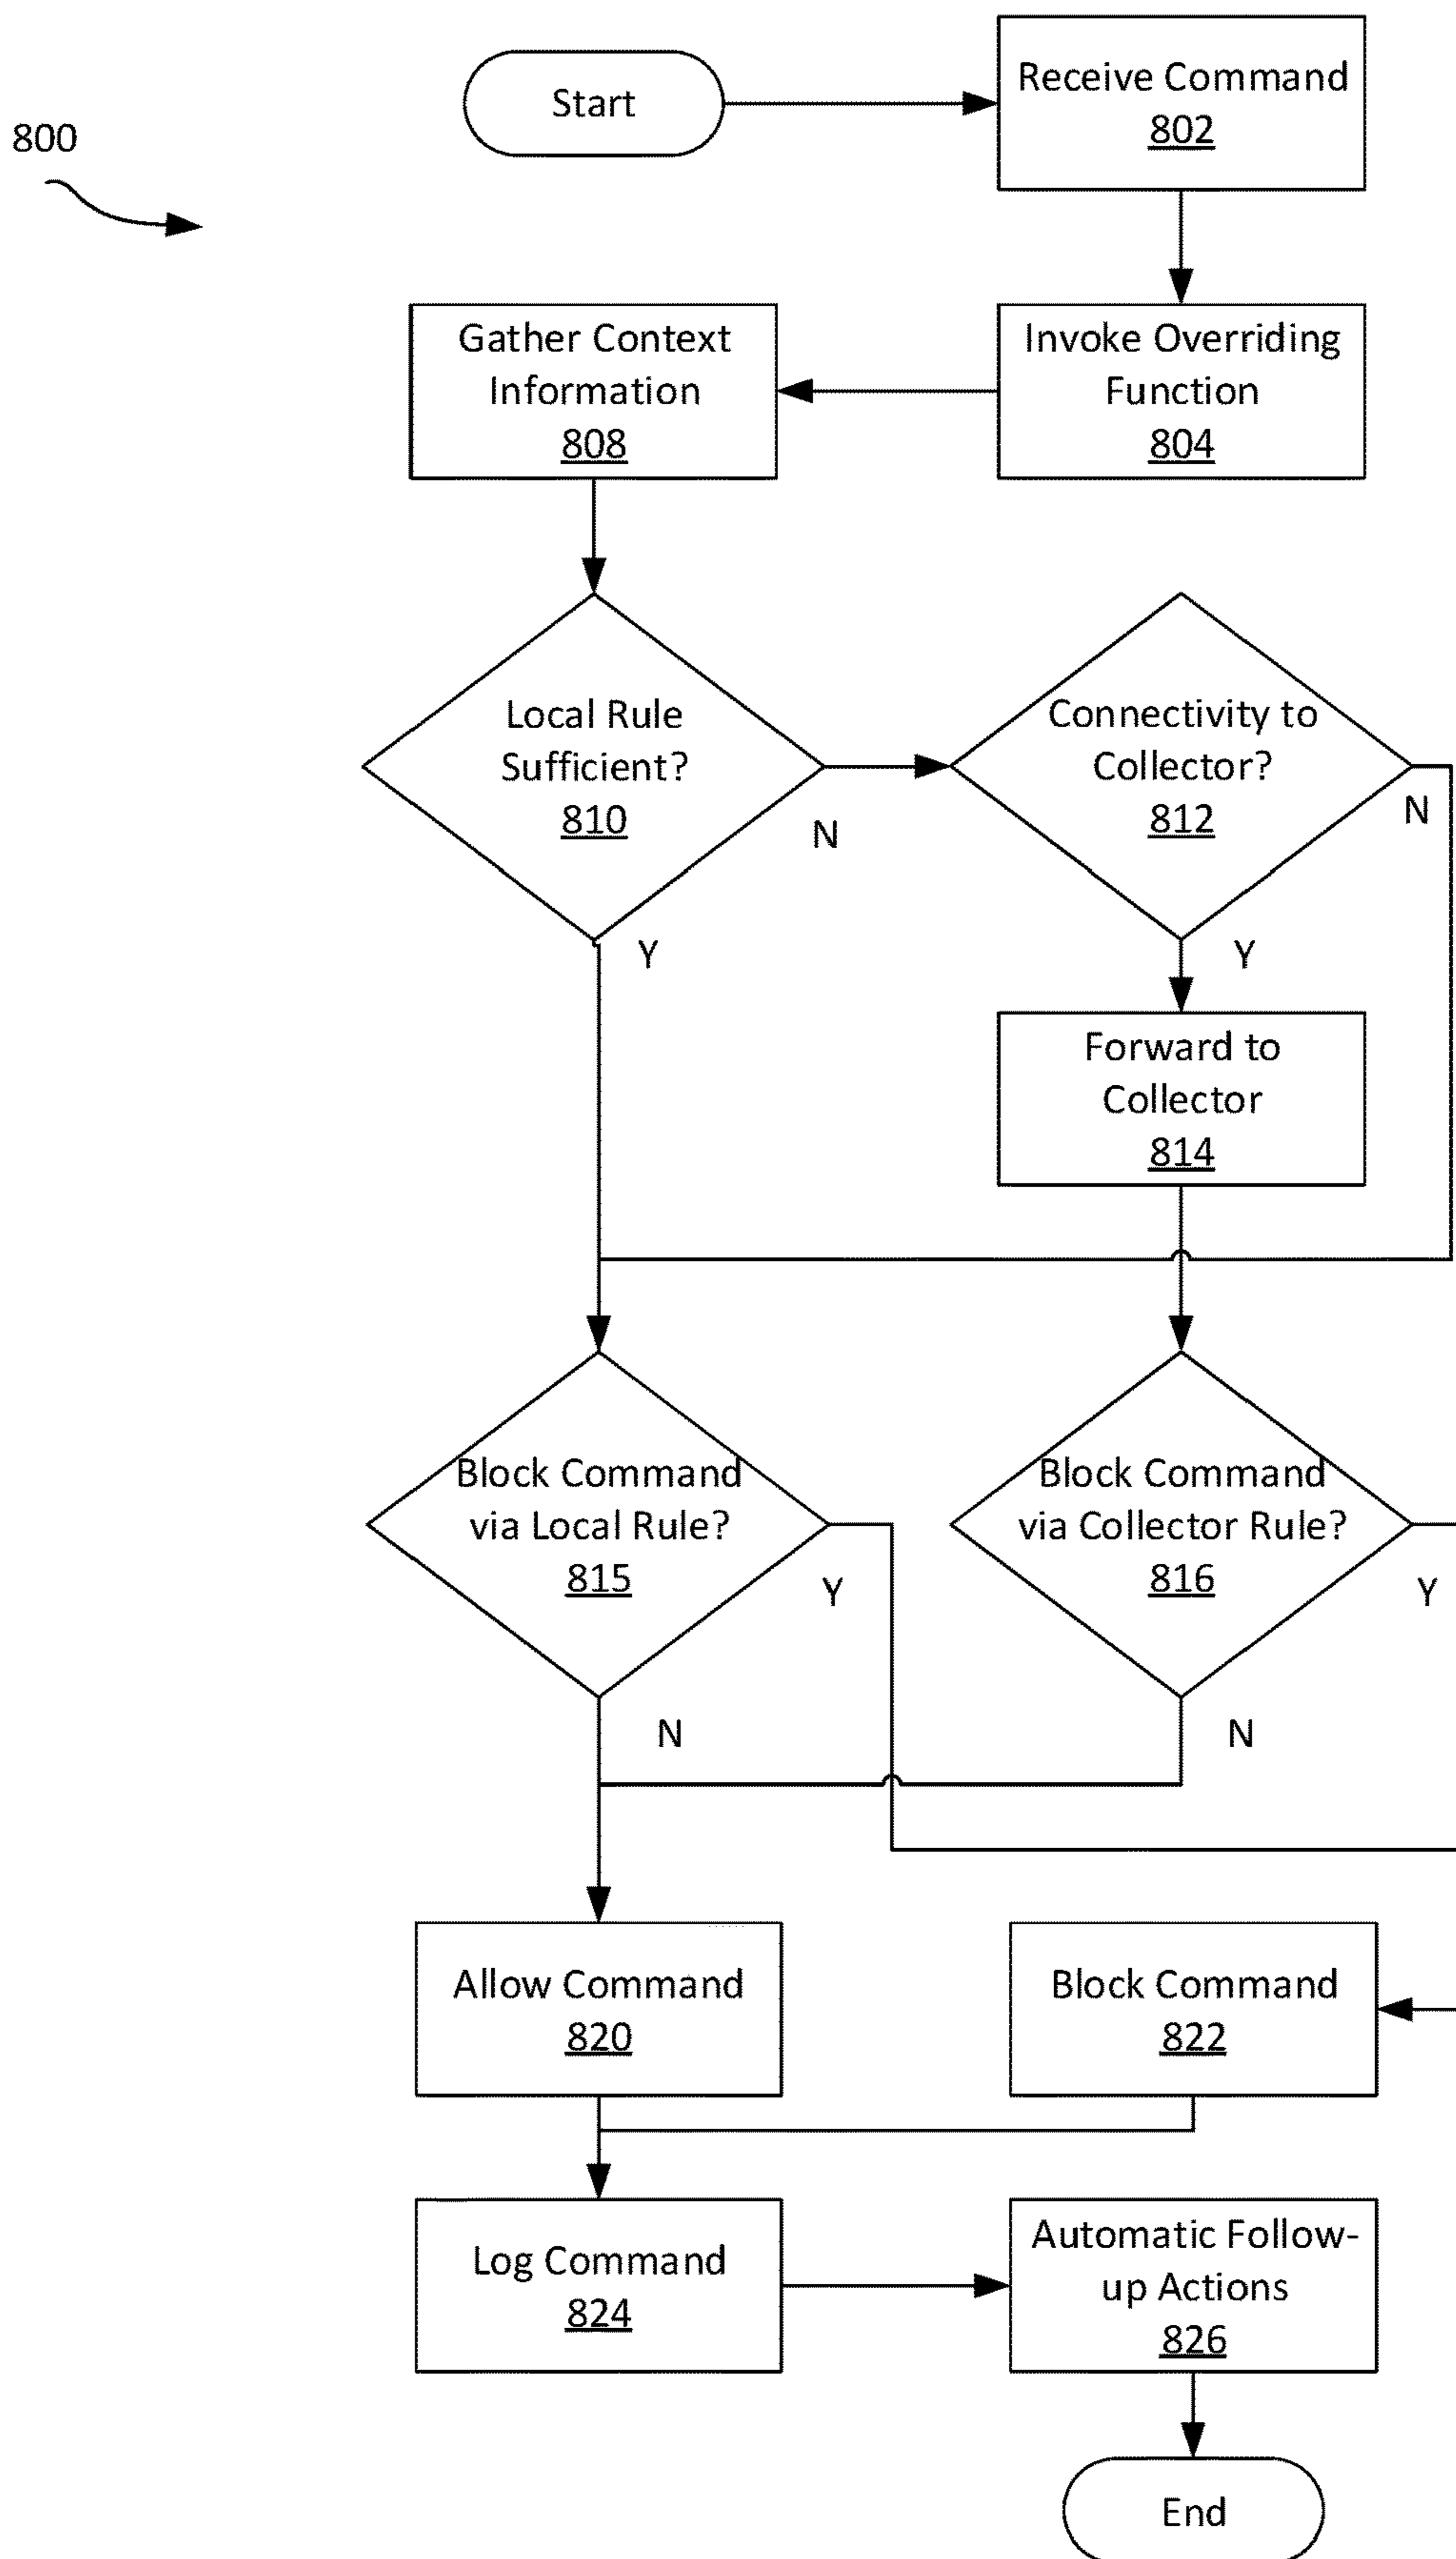 800
Start
Receive Command
802
Gather Context
Information
808
Invoke Overriding
Function
804
Local Rule
Sufficient?
810
N
Y
Connectivity to
Collector?
812
N
Y
Forward to
Collector
814
Block Command
via Local Rule?
815
Y
N
Block Command
via Collector Rule?
816
Y
N
Allow Command
820
Block Command
822
Log Command
824
Automatic Follow-
up Actions
826
End